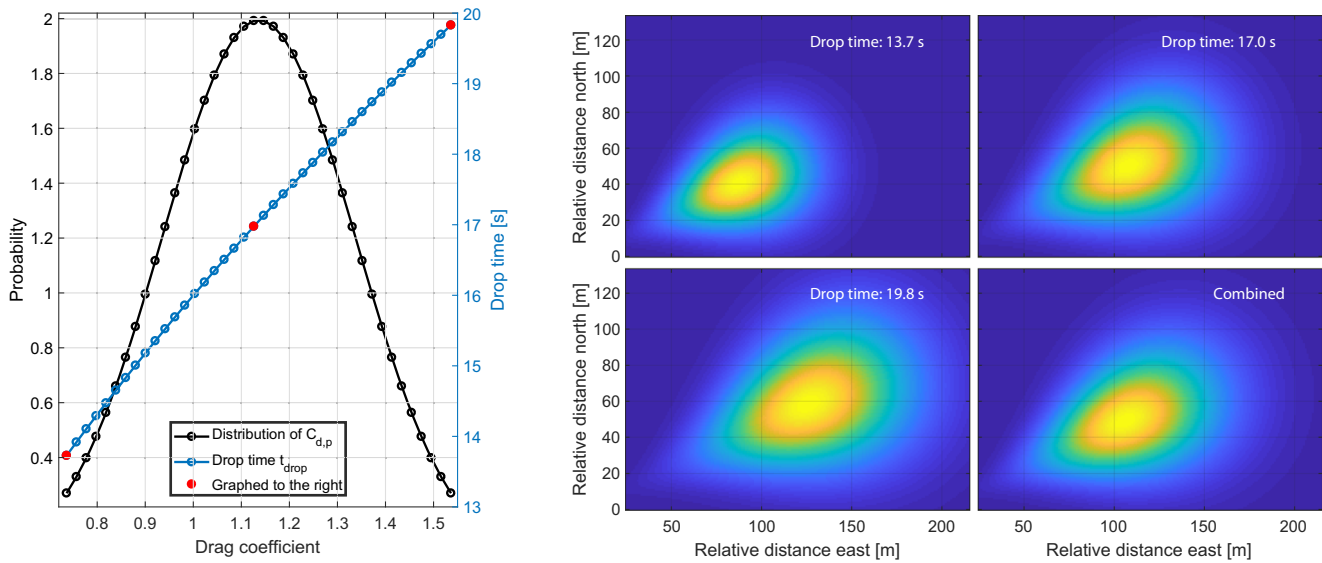 Probability
2
1.8
1.6
1.4
1.2
1
0.8
0.6
0.4
0.8 0.9 1 1.1 1.2 1.3 1.4 1.5
Drag coefficient
20
19
18
17
16
15
14
13
Drop time [s]
Distribution of C_{d,p}
Drop time t_{drop}
Graphed to the right
Relative distance north [m]
120
100
80
60
40
20
0
Drop time: 13.7 s
Drop time: 17.0 s
Relative distance north [m]
120
100
80
60
40
20
0
Drop time: 19.8 s
Combined
50 100 150 200
50 100 150 200
Relative distance east [m]
Relative distance east [m]